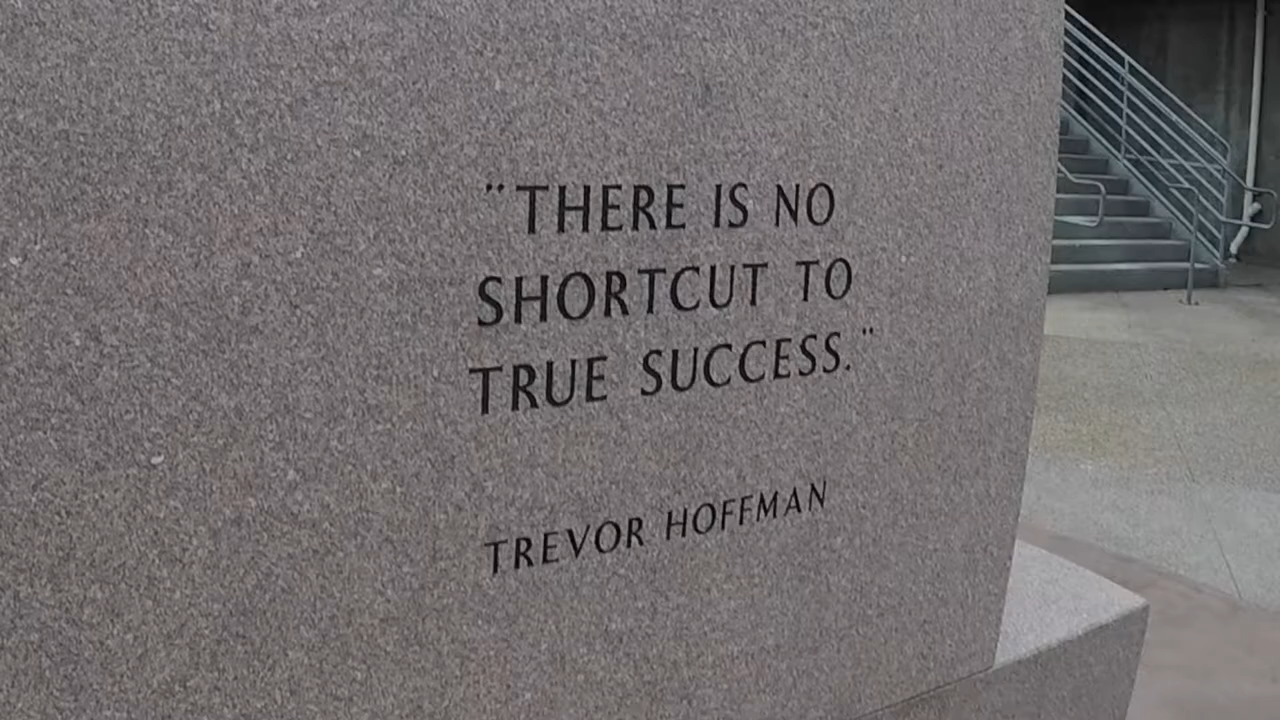 "THERE IS NO
SHORTCUT TO
TRUE SUCCESS."
TREVOR HOFFMAN